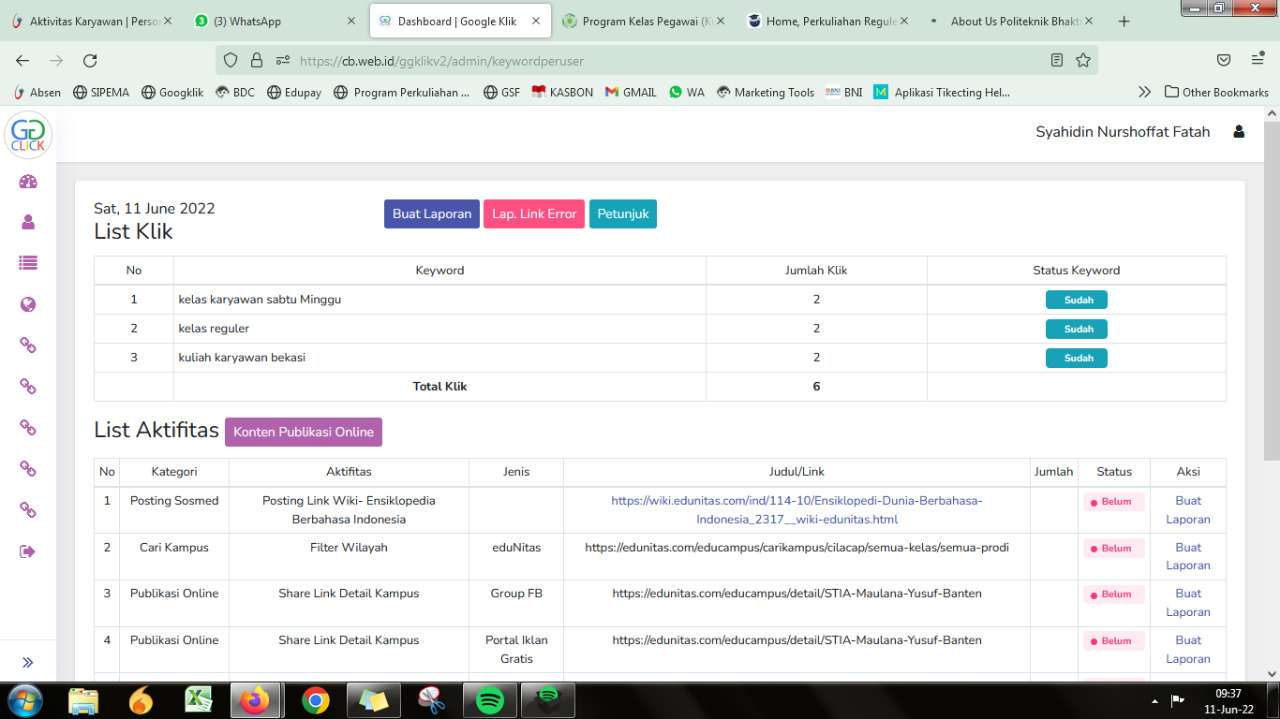 Aktivitas Karyawan | Perso
(3) WhatsApp
Dashboard | Google Klik
Program Kelas Pegawai (K
Home, Perkuliahan Regule
About Us Politeknik Bhakt
https://cb.web.id/ggklikv2/admin/keywordperuser
Absen SIPEMA Googklik BDC Edupay Program Perkuliahan ... GSF KASBON GMAIL WA Marketing Tools BNI Aplikasi Tikecting Hel... Other Bookmarks
GG
CLICK
Syahidin Nurshoffat Fatah
Sat, 11 June 2022
List Klik
Buat Laporan Lap. Link Error Petunjuk
No Keyword Jumlah Klik Status Keyword
1 kelas karyawan sabtu Minggu 2 Sudah
2 kelas reguler 2 Sudah
3 kuliah karyawan bekasi 2 Sudah
Total Klik 6
List Aktifitas Konten Publikasi Online
No Kategori Aktifitas Jenis Judul/Link Jumlah Status Aksi
1 Posting Sosmed Posting Link Wiki- Ensiklopedia https://wiki.edunitas.com/ind/114-10/Ensiklopedi-Dunia-Berbahasa- Belum Buat
Berbahasa Indonesia Indonesia_2317__wiki-edunitas.html Laporan
2 Cari Kampus Filter Wilayah eduNitas https://edunitas.com/educampus/carikampus/cilacap/semua-kelas/semua-prodi Belum Buat
Laporan
3 Publikasi Online Share Link Detail Kampus Group FB https://edunitas.com/educampus/detail/STIA-Maulana-Yusuf-Banten Belum Buat
Laporan
4 Publikasi Online Share Link Detail Kampus Portal Iklan https://edunitas.com/educampus/detail/STIA-Maulana-Yusuf-Banten Belum Buat
Gratis Laporan
09:37
11-Jun-22